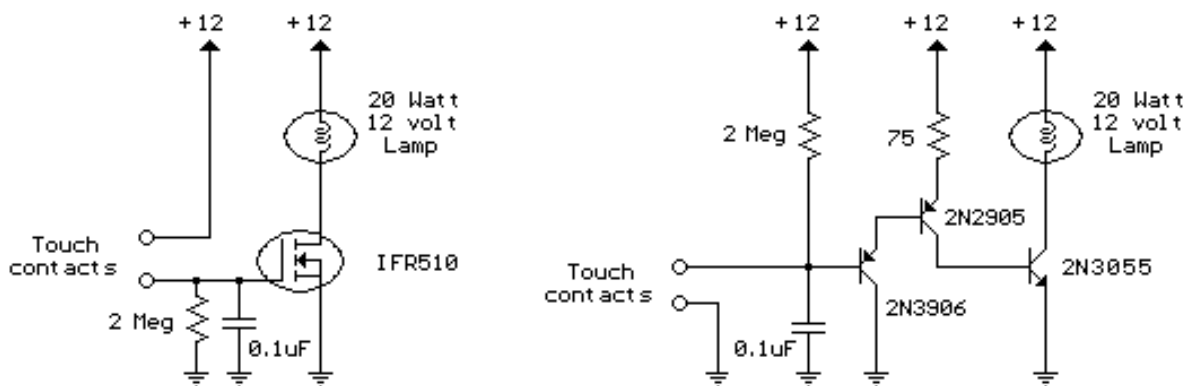 +12
+12
20 Watt
12 volt
Lamp
Touch
contacts
IFR510
2 Meg
0.1uF
+12
+12
+12
2 Meg
75
20 Watt
12 volt
Lamp
2N2905
Touch
contacts
2N3055
2N3906
0.1uF